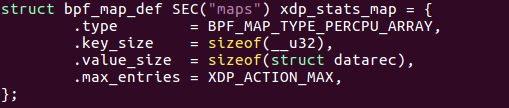 struct bpf_map_def SEC("maps") xdp_stats_map = {
        .type        = BPF_MAP_TYPE_PERCPU_ARRAY,
        .key_size    = sizeof(__u32),
        .value_size  = sizeof(struct datarec),
        .max_entries = XDP_ACTION_MAX,
};